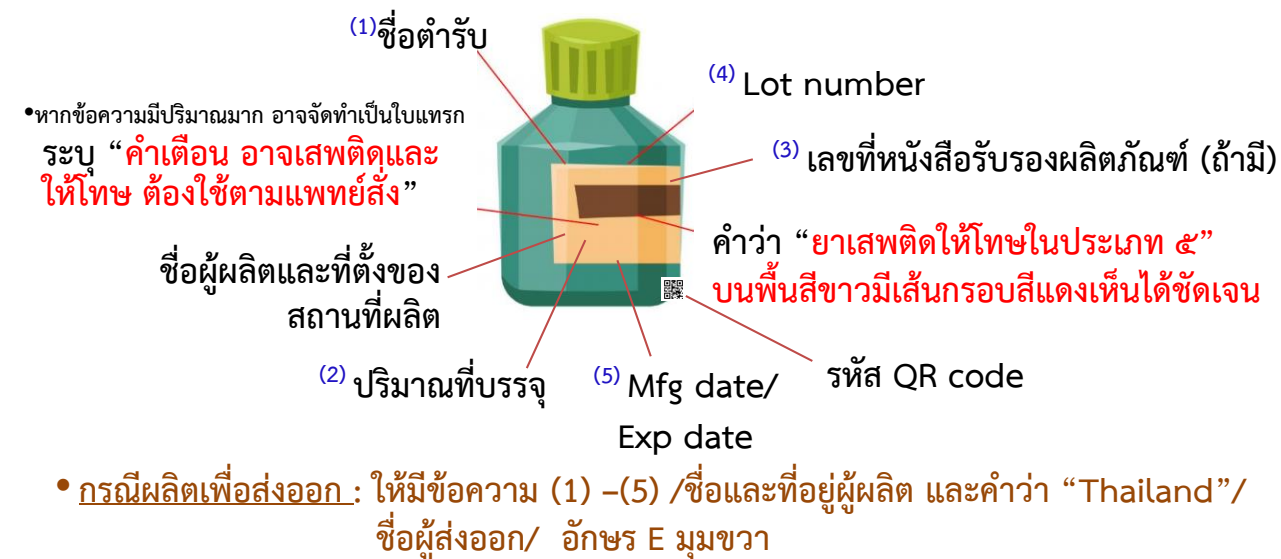 (1)ชื่อตำรับ
(4) Lot number
•หากข้อความมีปริมาณมาก อาจจัดทำเป็นใบแทรก
ระบุ “คำเตือน อาจเสพติดและ
ให้โทษ ต้องใช้ตามแพทย์สั่ง”
(3) เลขที่หนังสือรับรองผลิตภัณฑ์ (ถ้ามี)
คำว่า “ยาเสพติดให้โทษในประเภท ๕”
บนพื้นสีขาวมีเส้นกรอบสีแดงเห็นได้ชัดเจน
ชื่อผู้ผลิตและที่ตั้งของ
สถานที่ผลิต
(2) ปริมาณที่บรรจุ
(5) Mfg date/
Exp date
รหัส QR code
• กรณีผลิตเพื่อส่งออก : ให้มีข้อความ (1) –(5) /ชื่อและที่อยู่ผู้ผลิต และคำว่า “Thailand”/
ชื่อผู้ส่งออก/ อักษร E มุมขวา